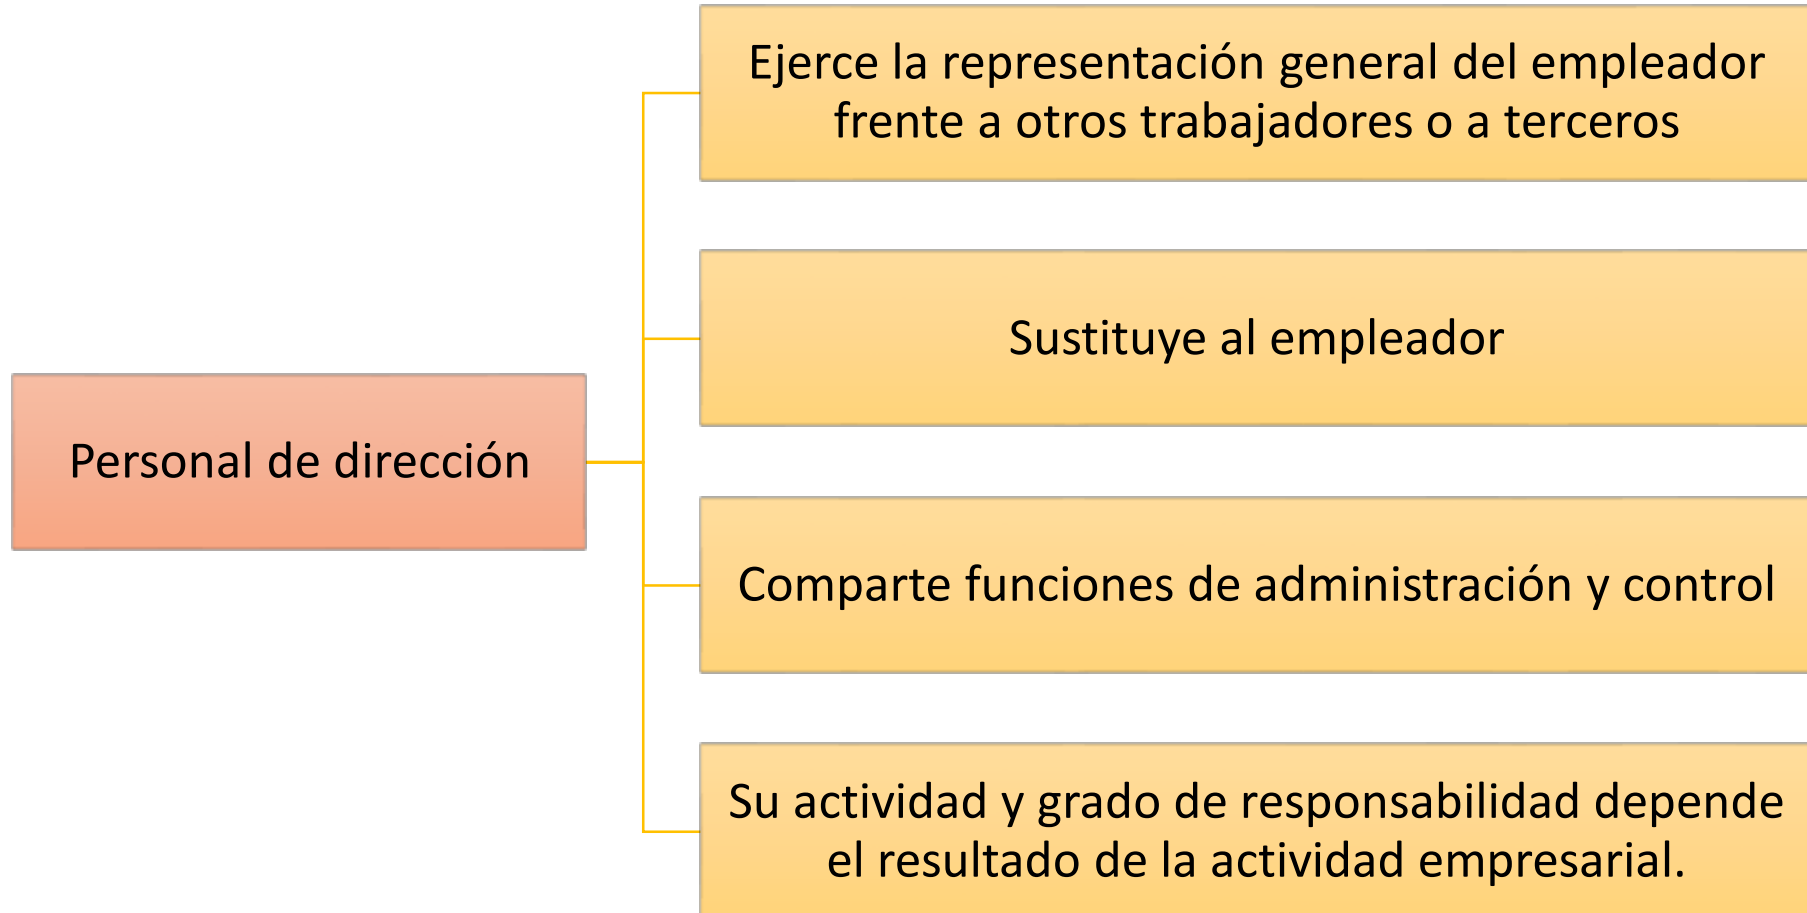 Ejerce la representación general del empleador
frente a otros trabajadores o a terceros
Sustituye al empleador
Personal de dirección
Comparte funciones de administración y control
Su actividad y grado de responsabilidad depende
el resultado de la actividad empresarial.